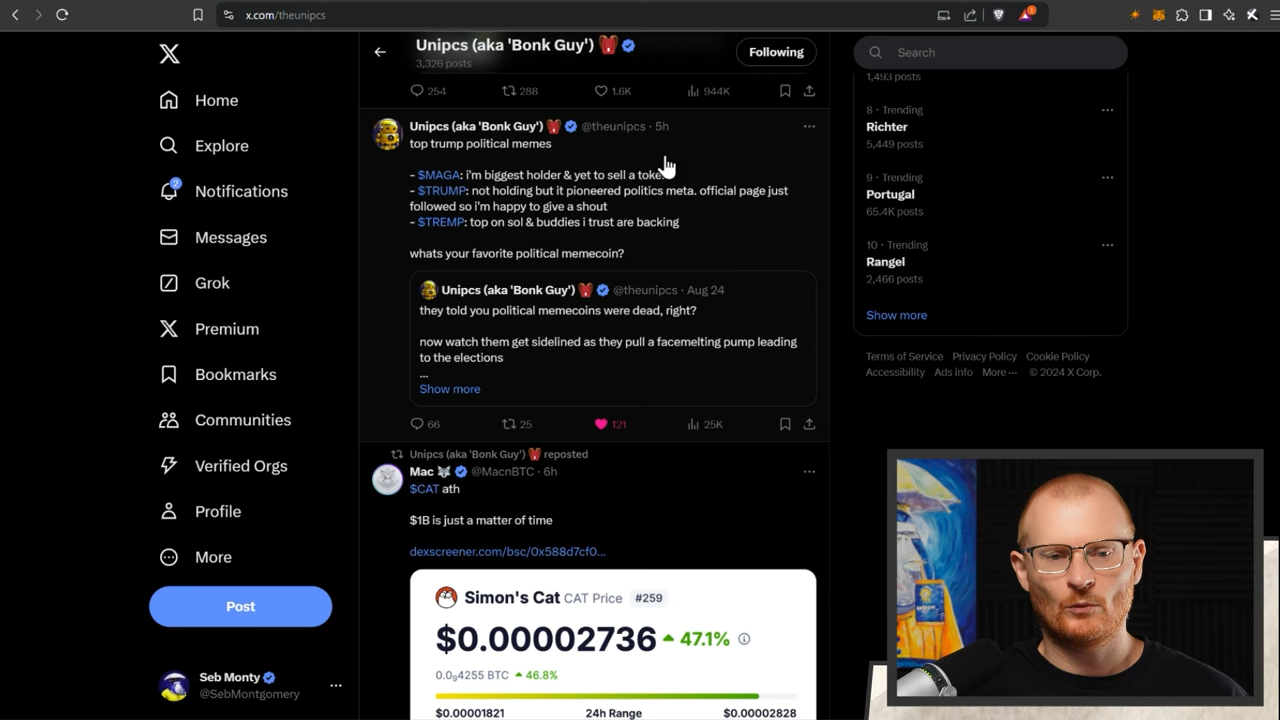 x.com/theunipcs
Home
Explore
2
Notifications
Messages
Grok
Premium
Bookmarks
Communities
Verified Orgs
Profile
More
Post
Seb Monty
@SebMontgomery
Unipcs (aka 'Bonk Guy')
3,326 posts
Following
254 288 1.6K 944K
Unipcs (aka 'Bonk Guy') @theunipcs · 5h
top trump political memes
- $MAGA: i'm biggest holder & yet to sell a
- $TRUMP: not holding but it pioneered politics meta. official page just
followed so i'm happy to give a shout
- $TREMP: top on sol & buddies i trust are backing
whats your favorite political memecoin?
Unipcs (aka 'Bonk Guy') @theunipcs · Aug 24
they told you political memecoins were dead, right?
now watch them get sidelined as they pull a facemelting pump leading
to the elections
...
Show more
66 25 121 25K
Unipcs (aka 'Bonk Guy') reposted
Mac @MacnBTC · 6h
$CAT ath
$1B is just a matter of time
dexscreener.com/bsc/0x588d7cf0...
Simon's Cat CAT Price #259
$0.00002736 47.1%
0.0₉4255 BTC 46.8%
$0.00001821 24h Range $0.00002828
Search
1,493 posts
8 · Trending
Richter
5,449 posts
9 · Trending
Portugal
65.4K posts
10 · Trending
Rangel
2,466 posts
Show more
Terms of Service Privacy Policy Cookie Policy
Accessibility Ads info More ··· © 2024 X Corp.